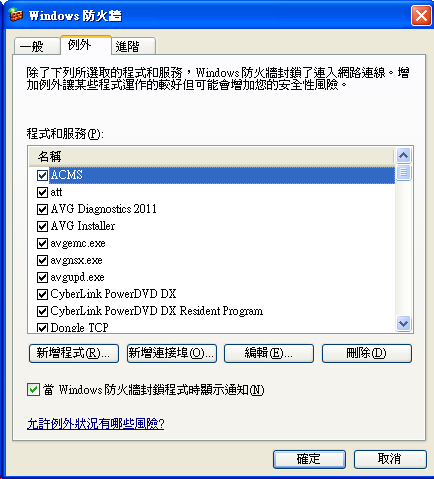 Windows 防火牆
一般
例外
進階
除了下列所選取的程式和服務，Windows 防火牆封鎖了連入網路連線。增
加例外讓某些程式運作的較好但可能會增加您的安全性風險。
程式和服務(P):
名稱
ACMS
att
AVG Diagnostics 2011
AVG Installer
avgemc.exe
avgnsx.exe
avgupd.exe
CyberLink PowerDVD DX
CyberLink PowerDVD DX Resident Program
Dongle TCP
新增程式(R)...
新增連接埠(O)...
編輯(E)...
刪除(D)
當 Windows 防火牆封鎖程式時顯示通知(N)
允許例外狀況有哪些風險?
確定
取消